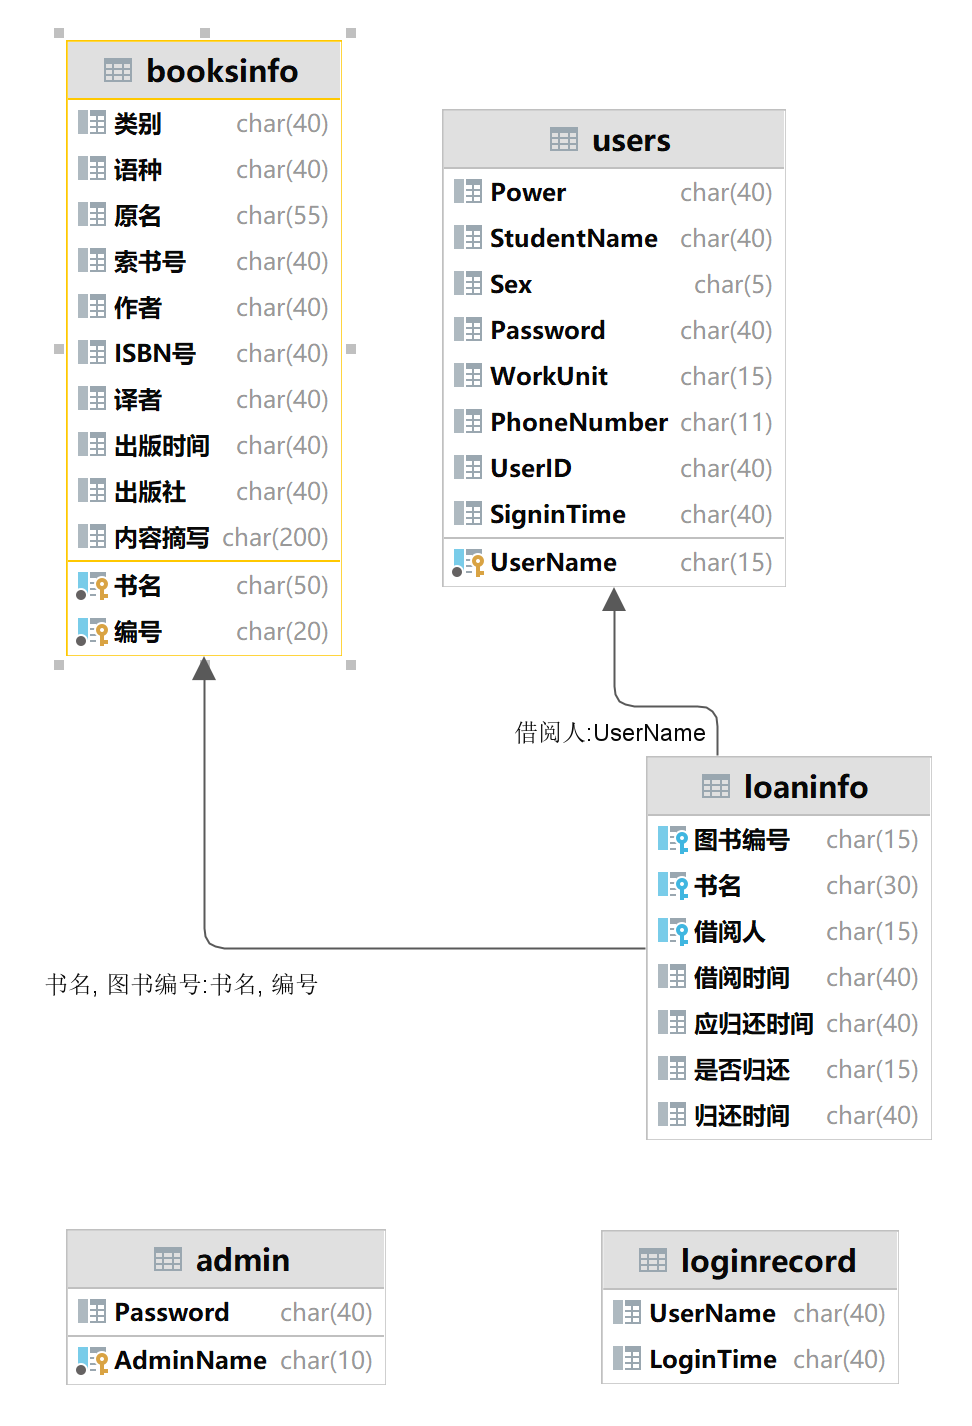 booksinfo
类别 char(40)
语种 char(40)
原名 char(55)
索书号 char(40)
作者 char(40)
ISBN号 char(40)
译者 char(40)
出版时间 char(40)
出版社 char(40)
内容摘写 char(200)
书名 char(50)
编号 char(20)
users
Power char(40)
StudentName char(40)
Sex char(5)
Password char(40)
WorkUnit char(15)
PhoneNumber char(11)
UserID char(40)
SigninTime char(40)
UserName char(15)
借阅人:UserName
loaninfo
图书编号 char(15)
书名 char(30)
借阅人 char(15)
借阅时间 char(40)
应归还时间 char(40)
是否归还 char(15)
归还时间 char(40)
书名, 图书编号:书名, 编号
admin
Password char(40)
AdminName char(10)
loginrecord
UserName char(40)
LoginTime char(40)